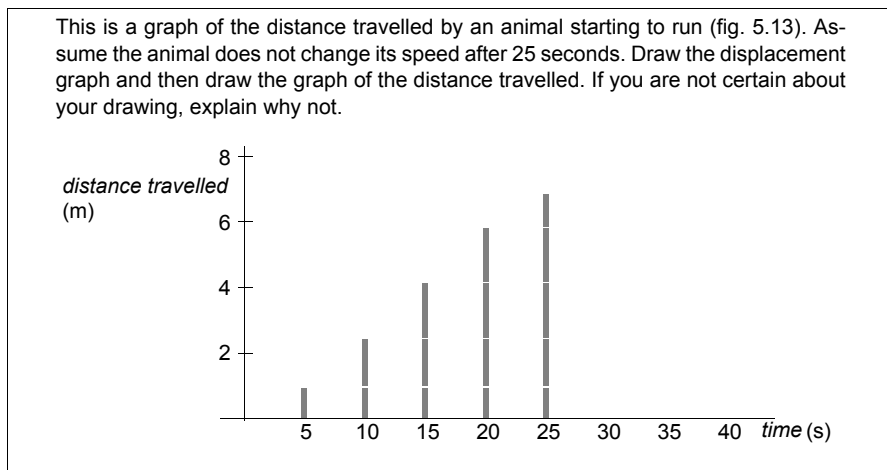 This is a graph of the distance travelled by an animal starting to run (fig. 5.13). As-
sume the animal does not change its speed after 25 seconds. Draw the displacement
graph and then draw the graph of the distance travelled. If you are not certain about
your drawing, explain why not.
8
distance travelled
(m)
6
4
2
5 10 15 20 25 30 35 40 time (s)